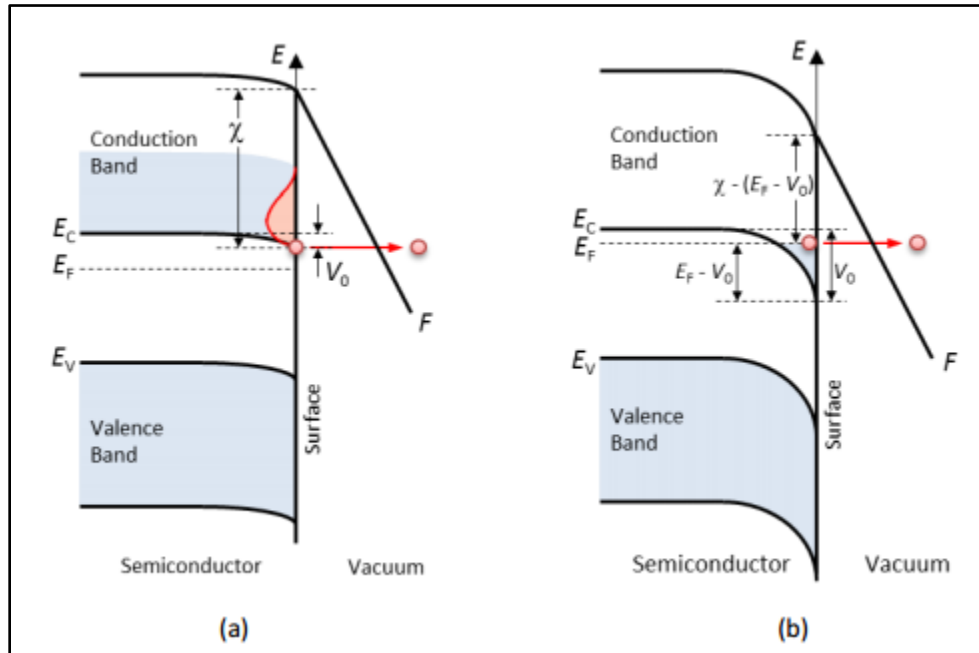 E
χ
Conduction
Band
E_C
E_F
V_0
F
E_V
Valence
Band
Surface
Semiconductor
Vacuum
(a)
E
Conduction
Band
χ - (E_F - V_0)
E_C
E_F
E_F - V_0
V_0
F
E_V
Valence
Band
Surface
Semiconductor
Vacuum
(b)